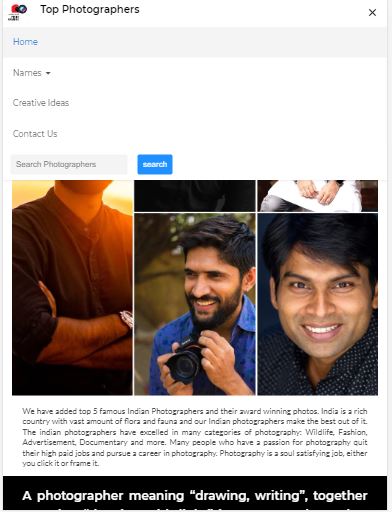 Top Photographers
×
Home
Names
Creative Ideas
Contact Us
Search Photographers search
We have added top 5 famous Indian Photographers and their award winning photos. India is a rich
country with vast amount of flora and fauna and our Indian photographers make the best out of it.
The indian photographers have excelled in many categories of photography: Wildlife, Fashion,
Advertisement, Documentary and more. Many people who have a passion for photography quit
their high paid jobs and pursue a career in photography. Photography is a soul satisfying job, either
you click it or frame it.
A photographer meaning “drawing, writing”, together